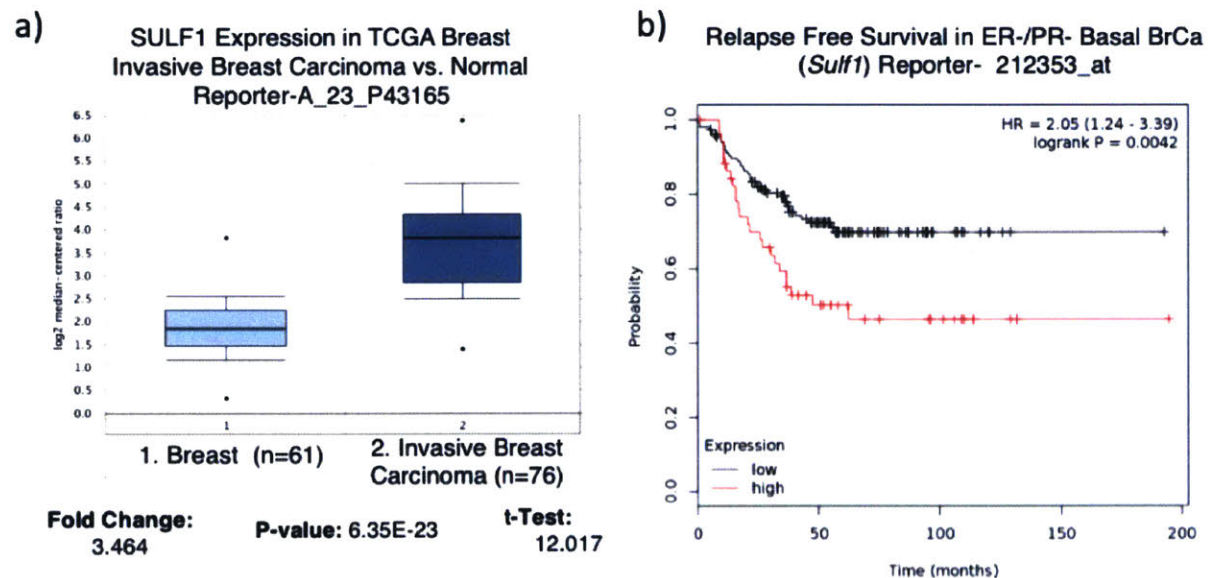 a)
SULF1 Expression in TCGA Breast
Invasive Breast Carcinoma vs. Normal
Reporter-A_23_P43165
log2 median-centered ratio
6.5
6.0
5.5
5.0
4.5
4.0
3.5
3.0
2.5
2.0
1.5
1.0
0.5
0.0
1
2
1. Breast (n=61)
2. Invasive Breast
Carcinoma (n=76)
Fold Change:
3.464
P-value: 6.35E-23
t-Test:
12.017
b)
Relapse Free Survival in ER-/PR- Basal BrCa
(Sulf1) Reporter- 212353_at
HR = 2.05 (1.24 - 3.39)
logrank P = 0.0042
Probability
1.0
0.8
0.6
0.4
0.2
0.0
Expression
low
high
0 50 100 150 200
Time (months)